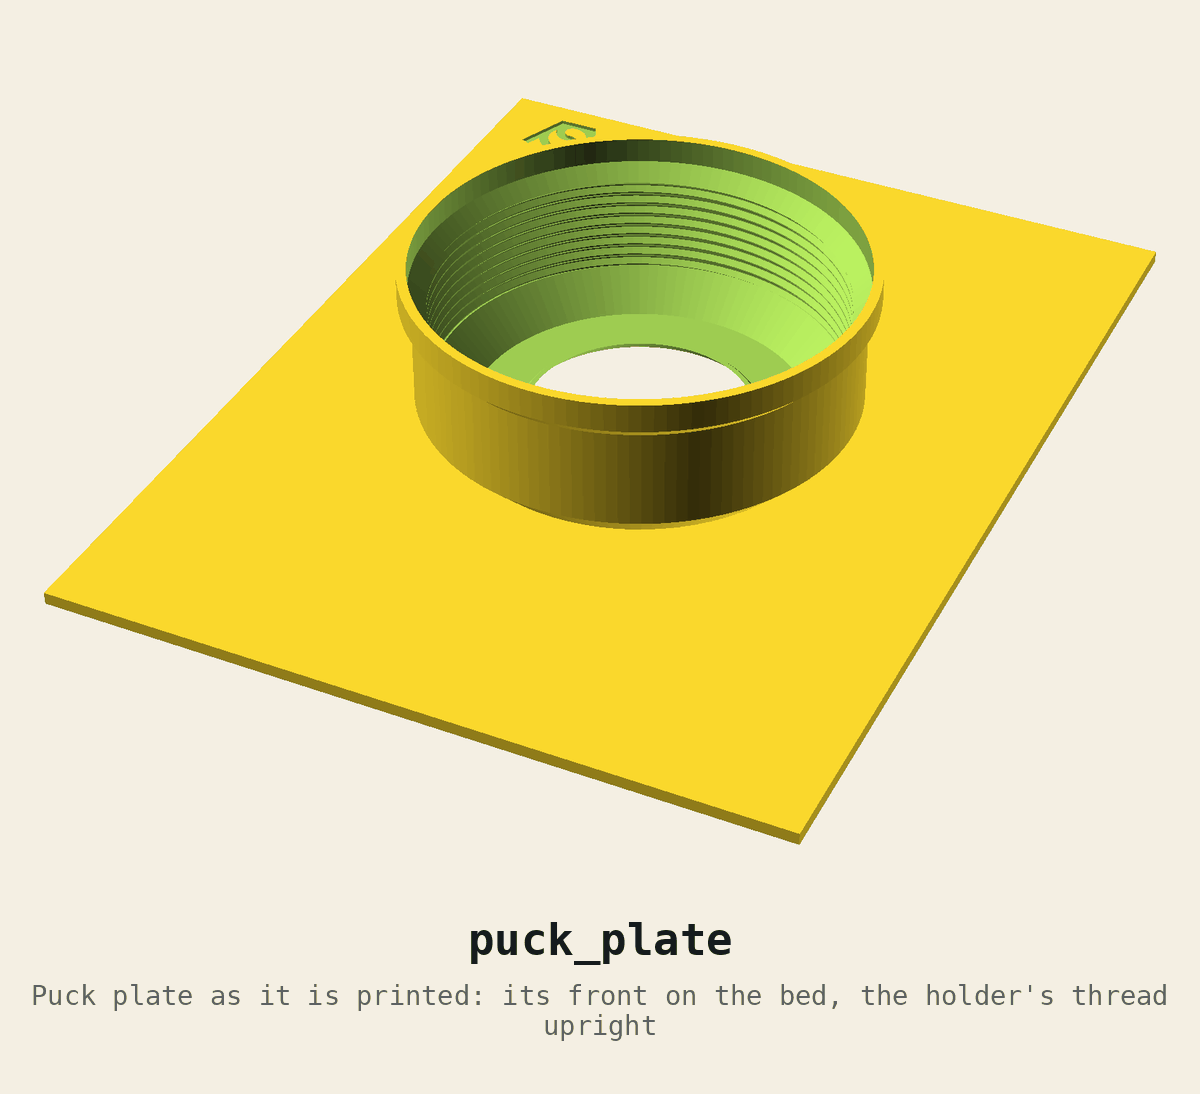 puck_plate
Puck plate as it is printed: its front on the bed, the holder's thread
upright